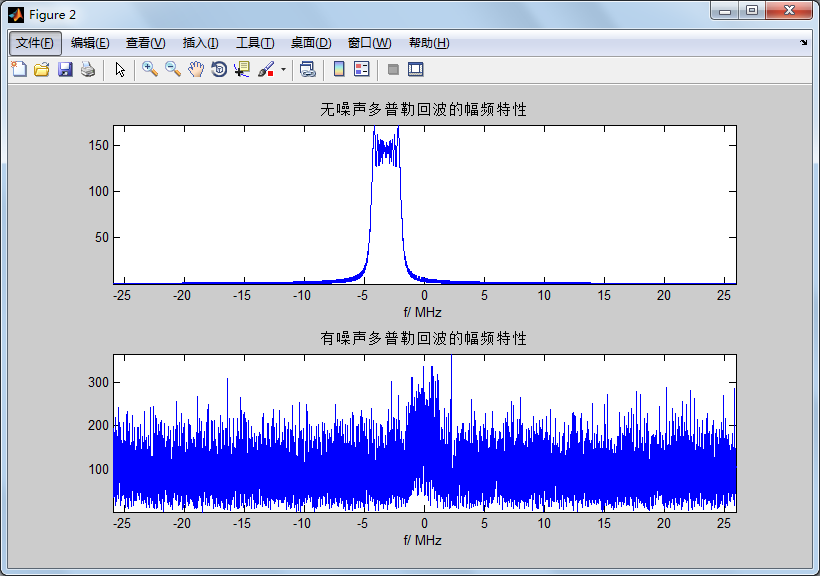 Figure 2
文件(F) 编辑(E) 查看(V) 插入(I) 工具(T) 桌面(D) 窗口(W) 帮助(H)
无噪声多普勒回波的幅频特性
150
100
50
-25 -20 -15 -10 -5 0 5 10 15 20 25
f/ MHz
有噪声多普勒回波的幅频特性
300
200
100
-25 -20 -15 -10 -5 0 5 10 15 20 25
f/ MHz